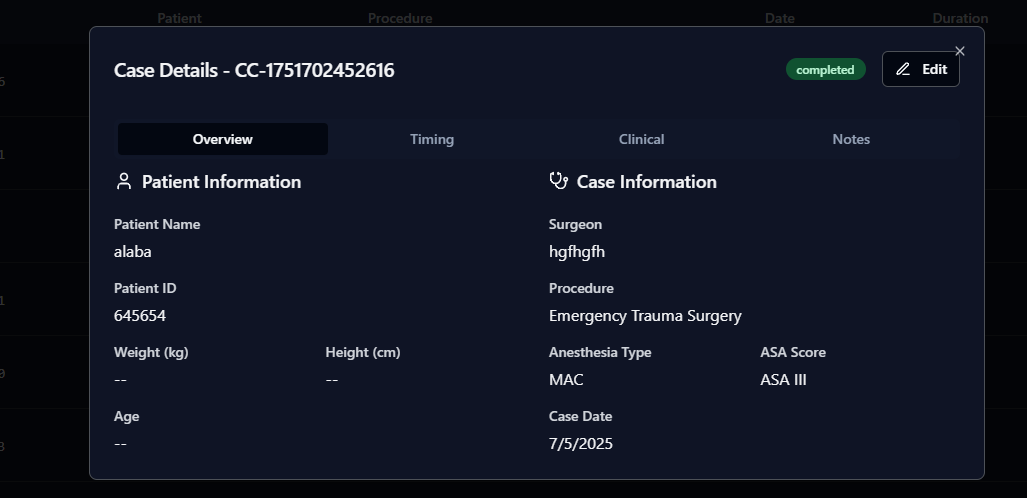 Patient Procedure Date Duration
Case Details - CC-1751702452616
completed
Edit
Overview Timing Clinical Notes
Patient Information
Case Information
Patient Name
alaba
Surgeon
hgfhgfh
Patient ID
645654
Procedure
Emergency Trauma Surgery
Weight (kg) Height (cm)
-- --
Anesthesia Type ASA Score
MAC ASA III
Age
--
Case Date
7/5/2025